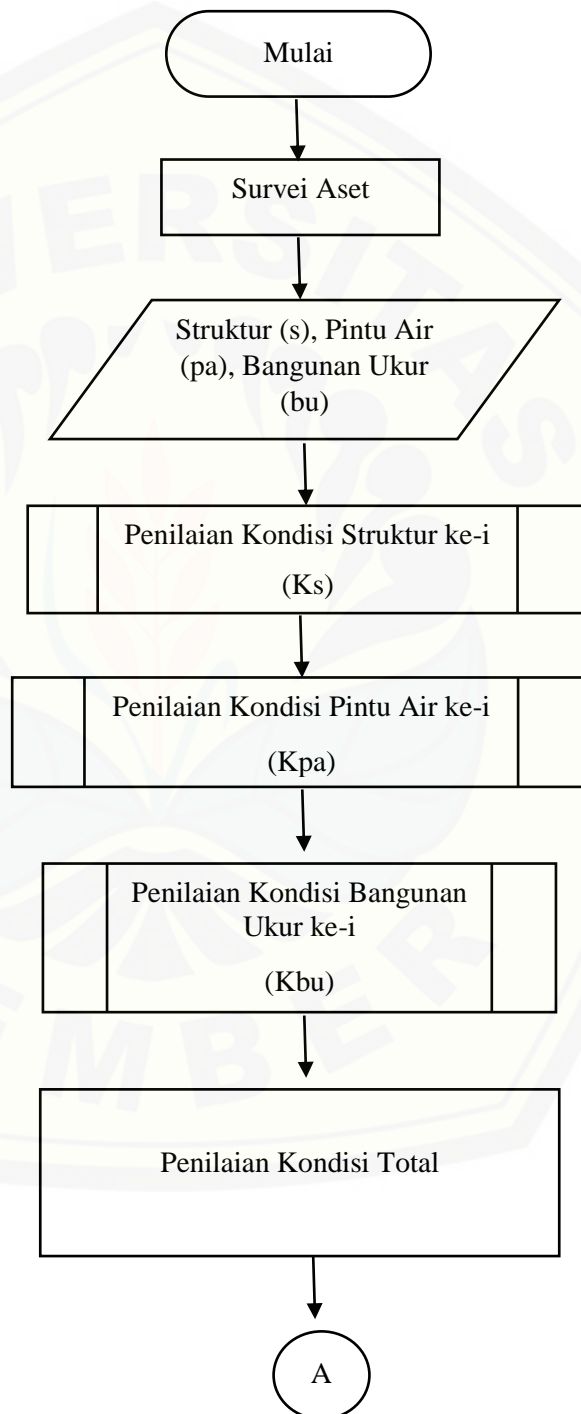 Mulai
Survei Aset
Struktur (s), Pintu Air
(pa), Bangunan Ukur
(bu)
Penilaian Kondisi Struktur ke-i
(Ks)
Penilaian Kondisi Pintu Air ke-i
(Kpa)
Penilaian Kondisi Bangunan
Ukur ke-i
(Kbu)
Penilaian Kondisi Total
A